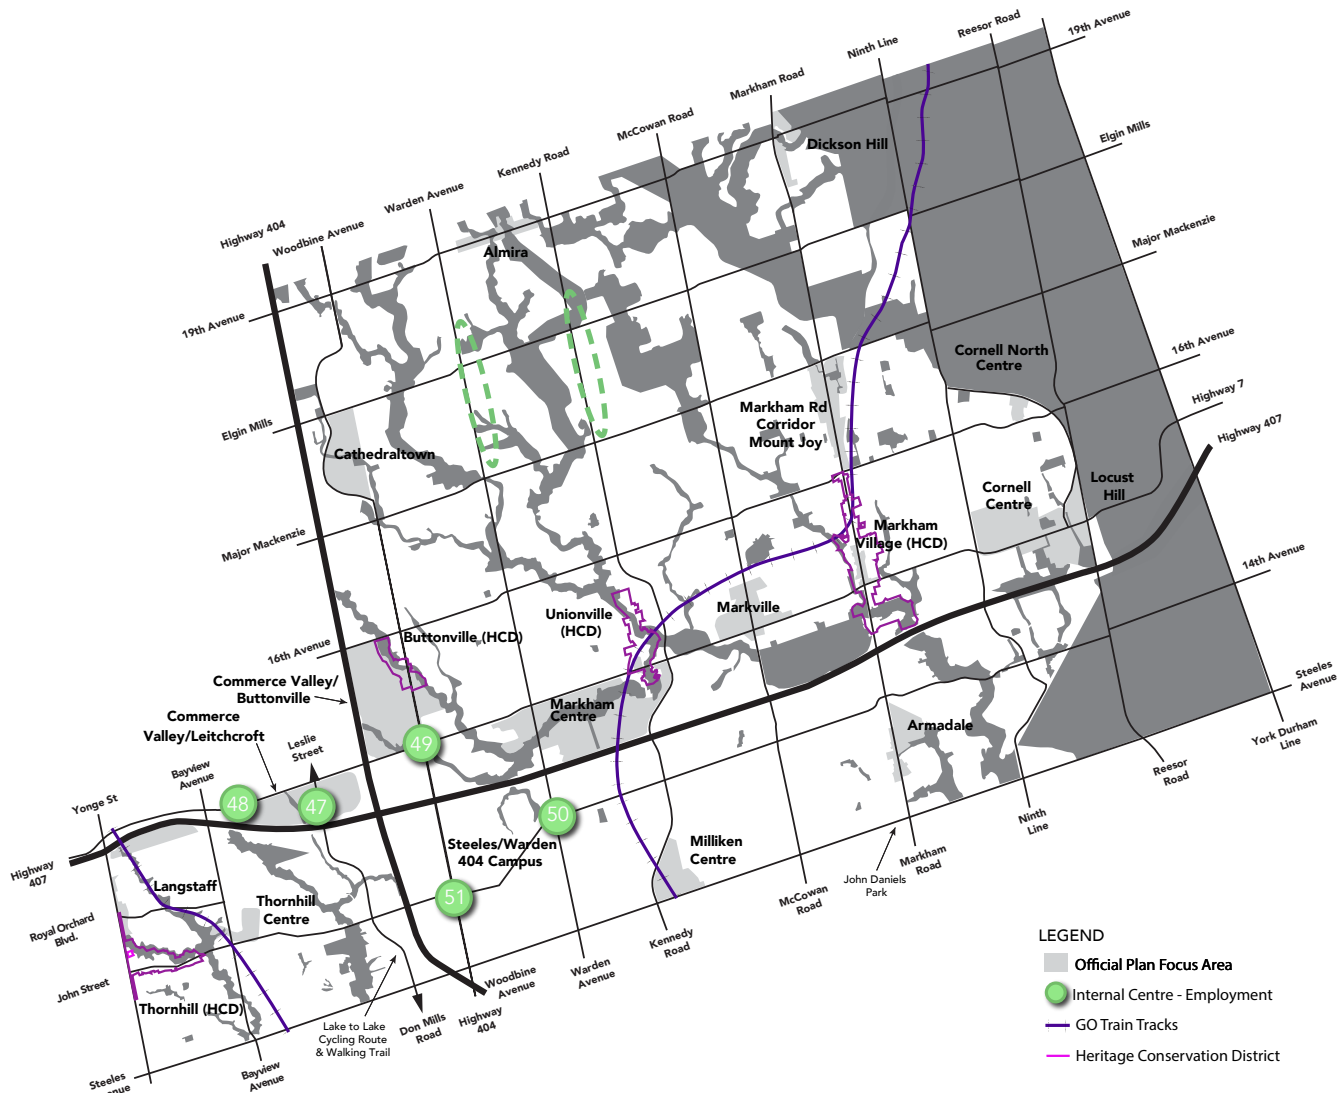 Reesor Road
19th Avenue
Ninth Line
Markham Road
McCowan Road
Kennedy Road
Warden Avenue
Woodbine Avenue
Highway 404
Dickson Hill
Elgin Mills
Almira
Major Mackenzie
19th Avenue
16th Avenue
Cornell North
Centre
Highway 7
Markham Rd
Corridor
Mount Joy
Elgin Mills
Cathedraltown
Highway 407
Locust
Hill
Cornell
Centre
Major Mackenzie
Markham
Village (HCD)
14th Avenue
Unionville
(HCD)
Markville
Buttonville (HCD)
16th Avenue
Commerce Valley/
Buttonville
Steeles
Avenue
Markham
Centre
Commerce
Valley/Leitchcroft
Armadale
York Durham
Line
Leslie
Street
49
Bayview
Avenue
Reesor
Road
Yonge St
48
47
50
Ninth
Line
Steeles/Warden
404 Campus
Milliken
Centre
Markham
Road
Highway
407
John Daniels
Park
Langstaff
McCowan
Road
51
Thornhill
Centre
Royal Orchard
Blvd.
Kennedy
Road
LEGEND
Official Plan Focus Area
Warden
Avenue
John Street
Woodbine
Avenue
Internal Centre - Employment
Thornhill (HCD)
Highway
404
Don Mills
Road
Lake to Lake
Cycling Route
& Walking Trail
GO Train Tracks
Heritage Conservation District
Bayview
Avenue
Steeles